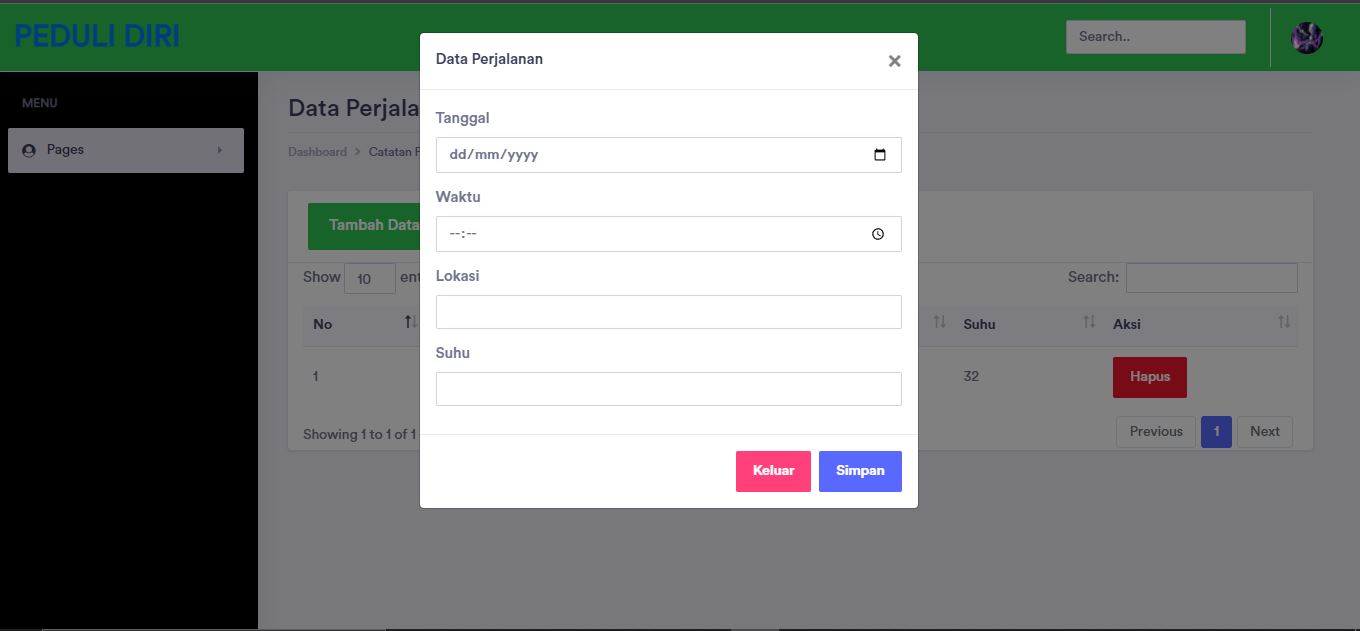 PEDULI DIRI
Search..
MENU
Pages
Data Perjala
Dashboard > Catatan P
Tambah Data
Show 10 ent
Search:
No
Suhu
Aksi
1
32
Hapus
Showing 1 to 1 of 1
Previous 1 Next
Data Perjalanan
×
Tanggal
dd/mm/yyyy
Waktu
--:--
Lokasi
Suhu
Keluar
Simpan